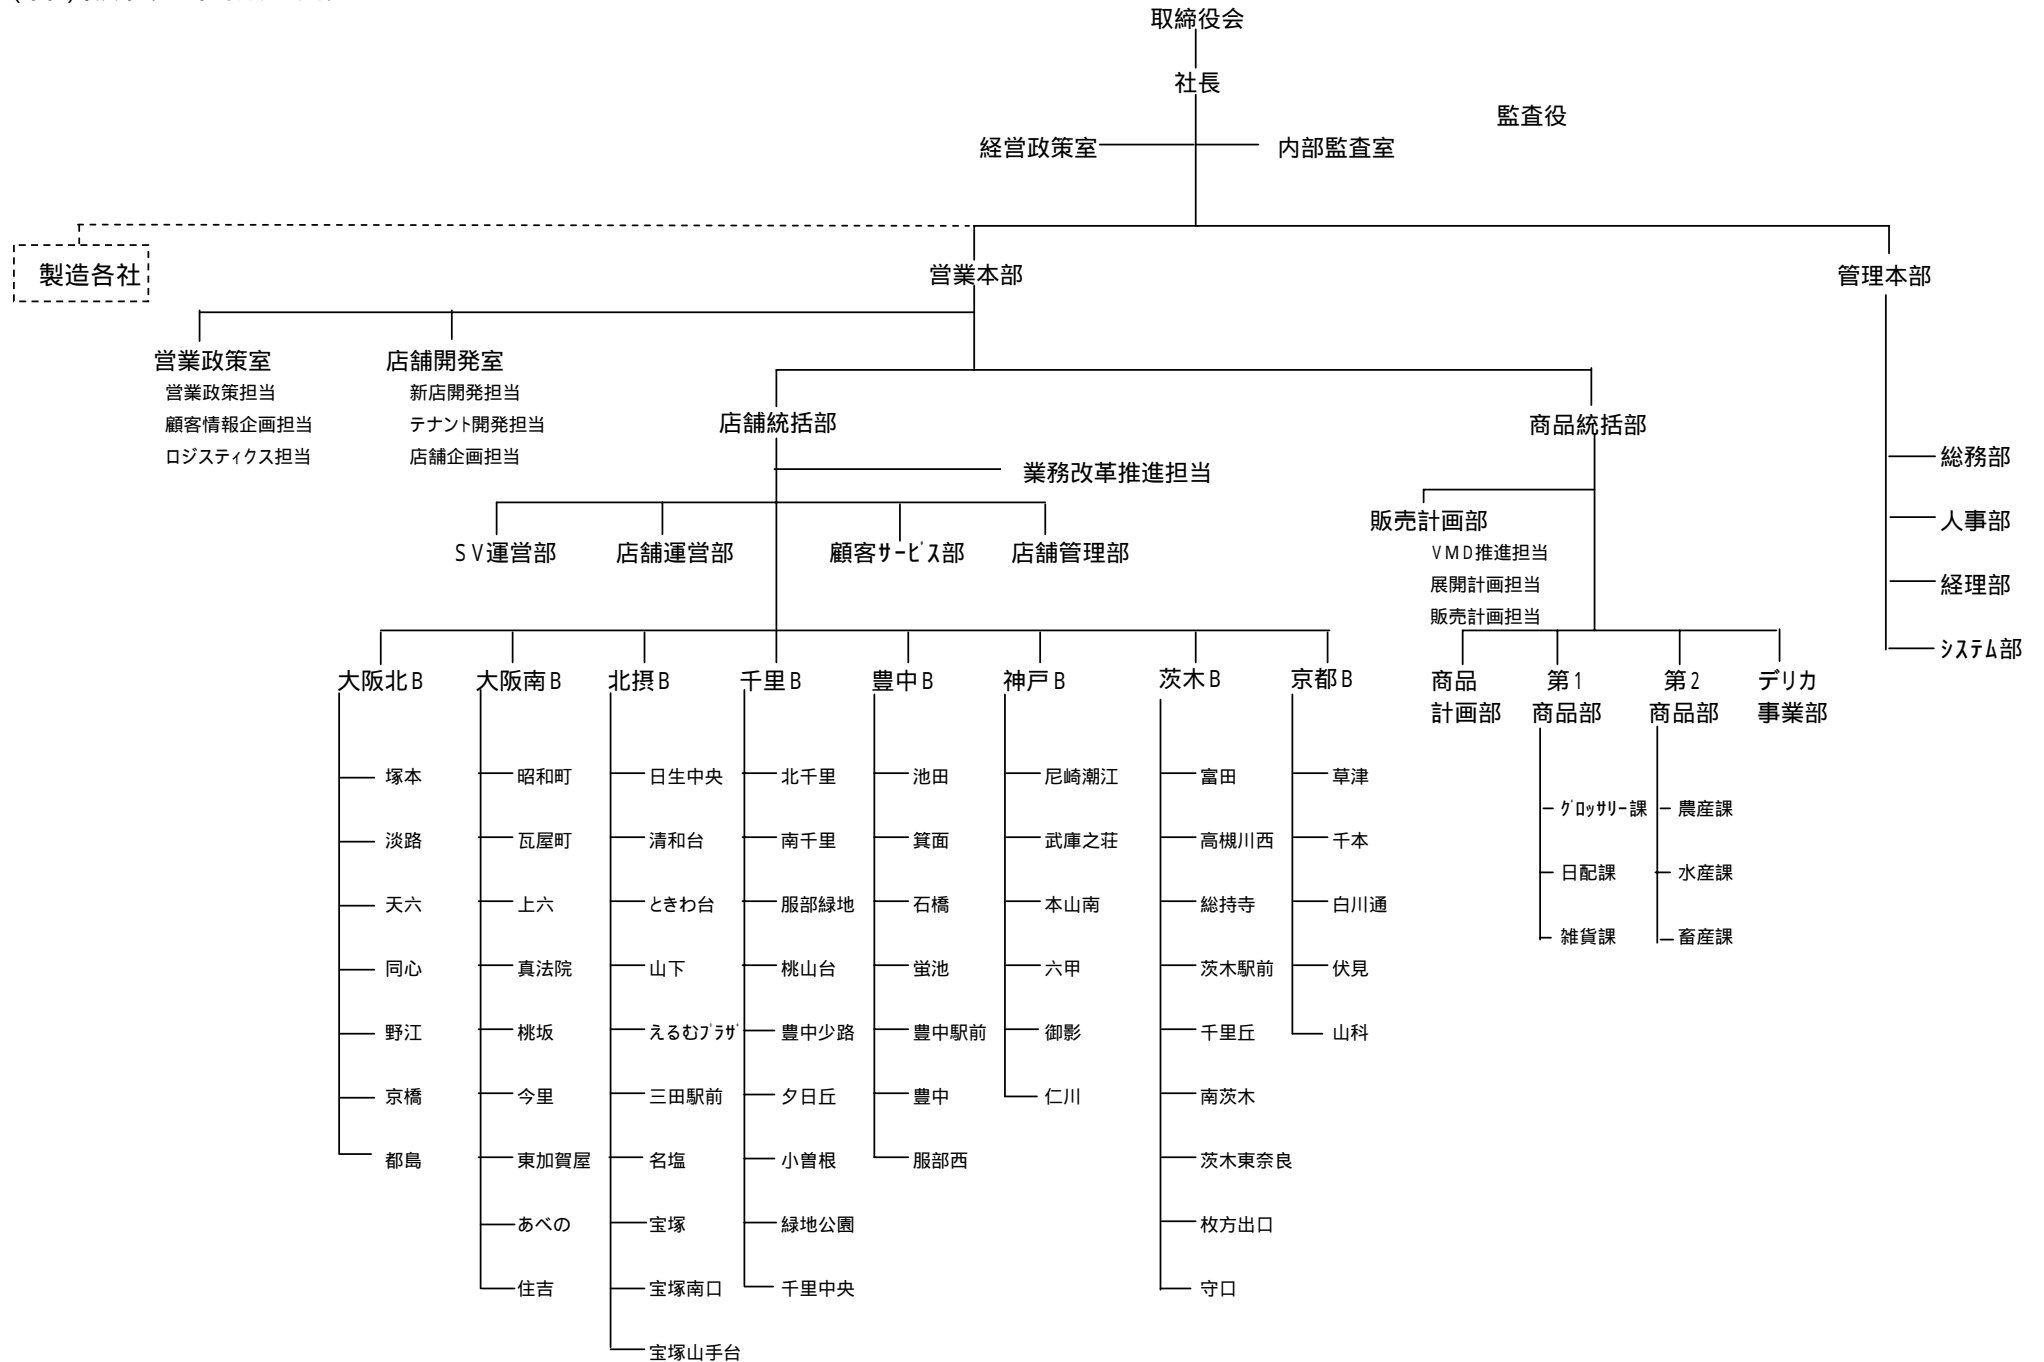 取締役会
社長
監査役
経営政策室 内部監査室
製造各社 営業本部 管理本部
営業政策室 店舗開発室
営業政策担当 新店開発担当
顧客情報企画担当 テナント開発担当
ロジスティクス担当 店舗企画担当
店舗統括部 商品統括部
業務改革推進担当
総務部
人事部
経理部
システム部
販売計画部
VMD推進担当
展開計画担当
販売計画担当
SV運営部 店舗運営部 顧客サービス部 店舗管理部
大阪北B 大阪南B 北摂B 千里B 豊中B 神戸B 茨木B 京都B
商品 第1 第2 デリカ
計画部 商品部 商品部 事業部
塚本 昭和町 日生中央 北千里 池田 尼崎潮江 富田 草津
グロッサリー課 農産課
淡路 瓦屋町 清和台 南千里 箕面 武庫之荘 高槻川西 千本
日配課 水産課
天六 上六 ときわ台 服部緑地 石橋 本山南 総持寺 白川通
雑貨課 畜産課
同心 真法院 山下 桃山台 蛍池 六甲 茨木駅前 伏見
野江 桃坂 えるむプラザ 豊中少路 豊中駅前 御影 千里丘 山科
京橋 今里 三田駅前 夕日丘 豊中 仁川 南茨木
都島 東加賀屋 名塩 小曽根 服部西 茨木東奈良
あべの 宝塚 緑地公園 枚方出口
住吉 宝塚南口 千里中央 守口
宝塚山手台